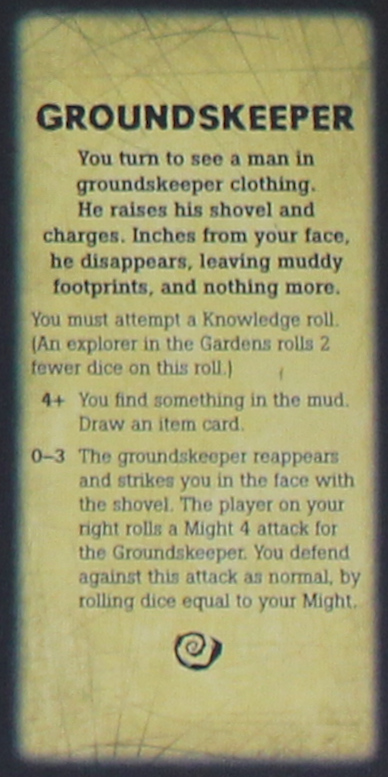 GROUNDSKEEPER
You turn to see a man in
groundskeeper clothing.
He raises his shovel and
charges. Inches from your face,
he disappears, leaving muddy
footprints, and nothing more.
You must attempt a Knowledge roll.
(An explorer in the Gardens rolls 2
fewer dice on this roll.)
4+ You find something in the mud.
Draw an item card.
0–3 The groundskeeper reappears
and strikes you in the face with
the shovel. The player on your
right rolls a Might 4 attack for
the Groundskeeper. You defend
against this attack as normal, by
rolling dice equal to your Might.